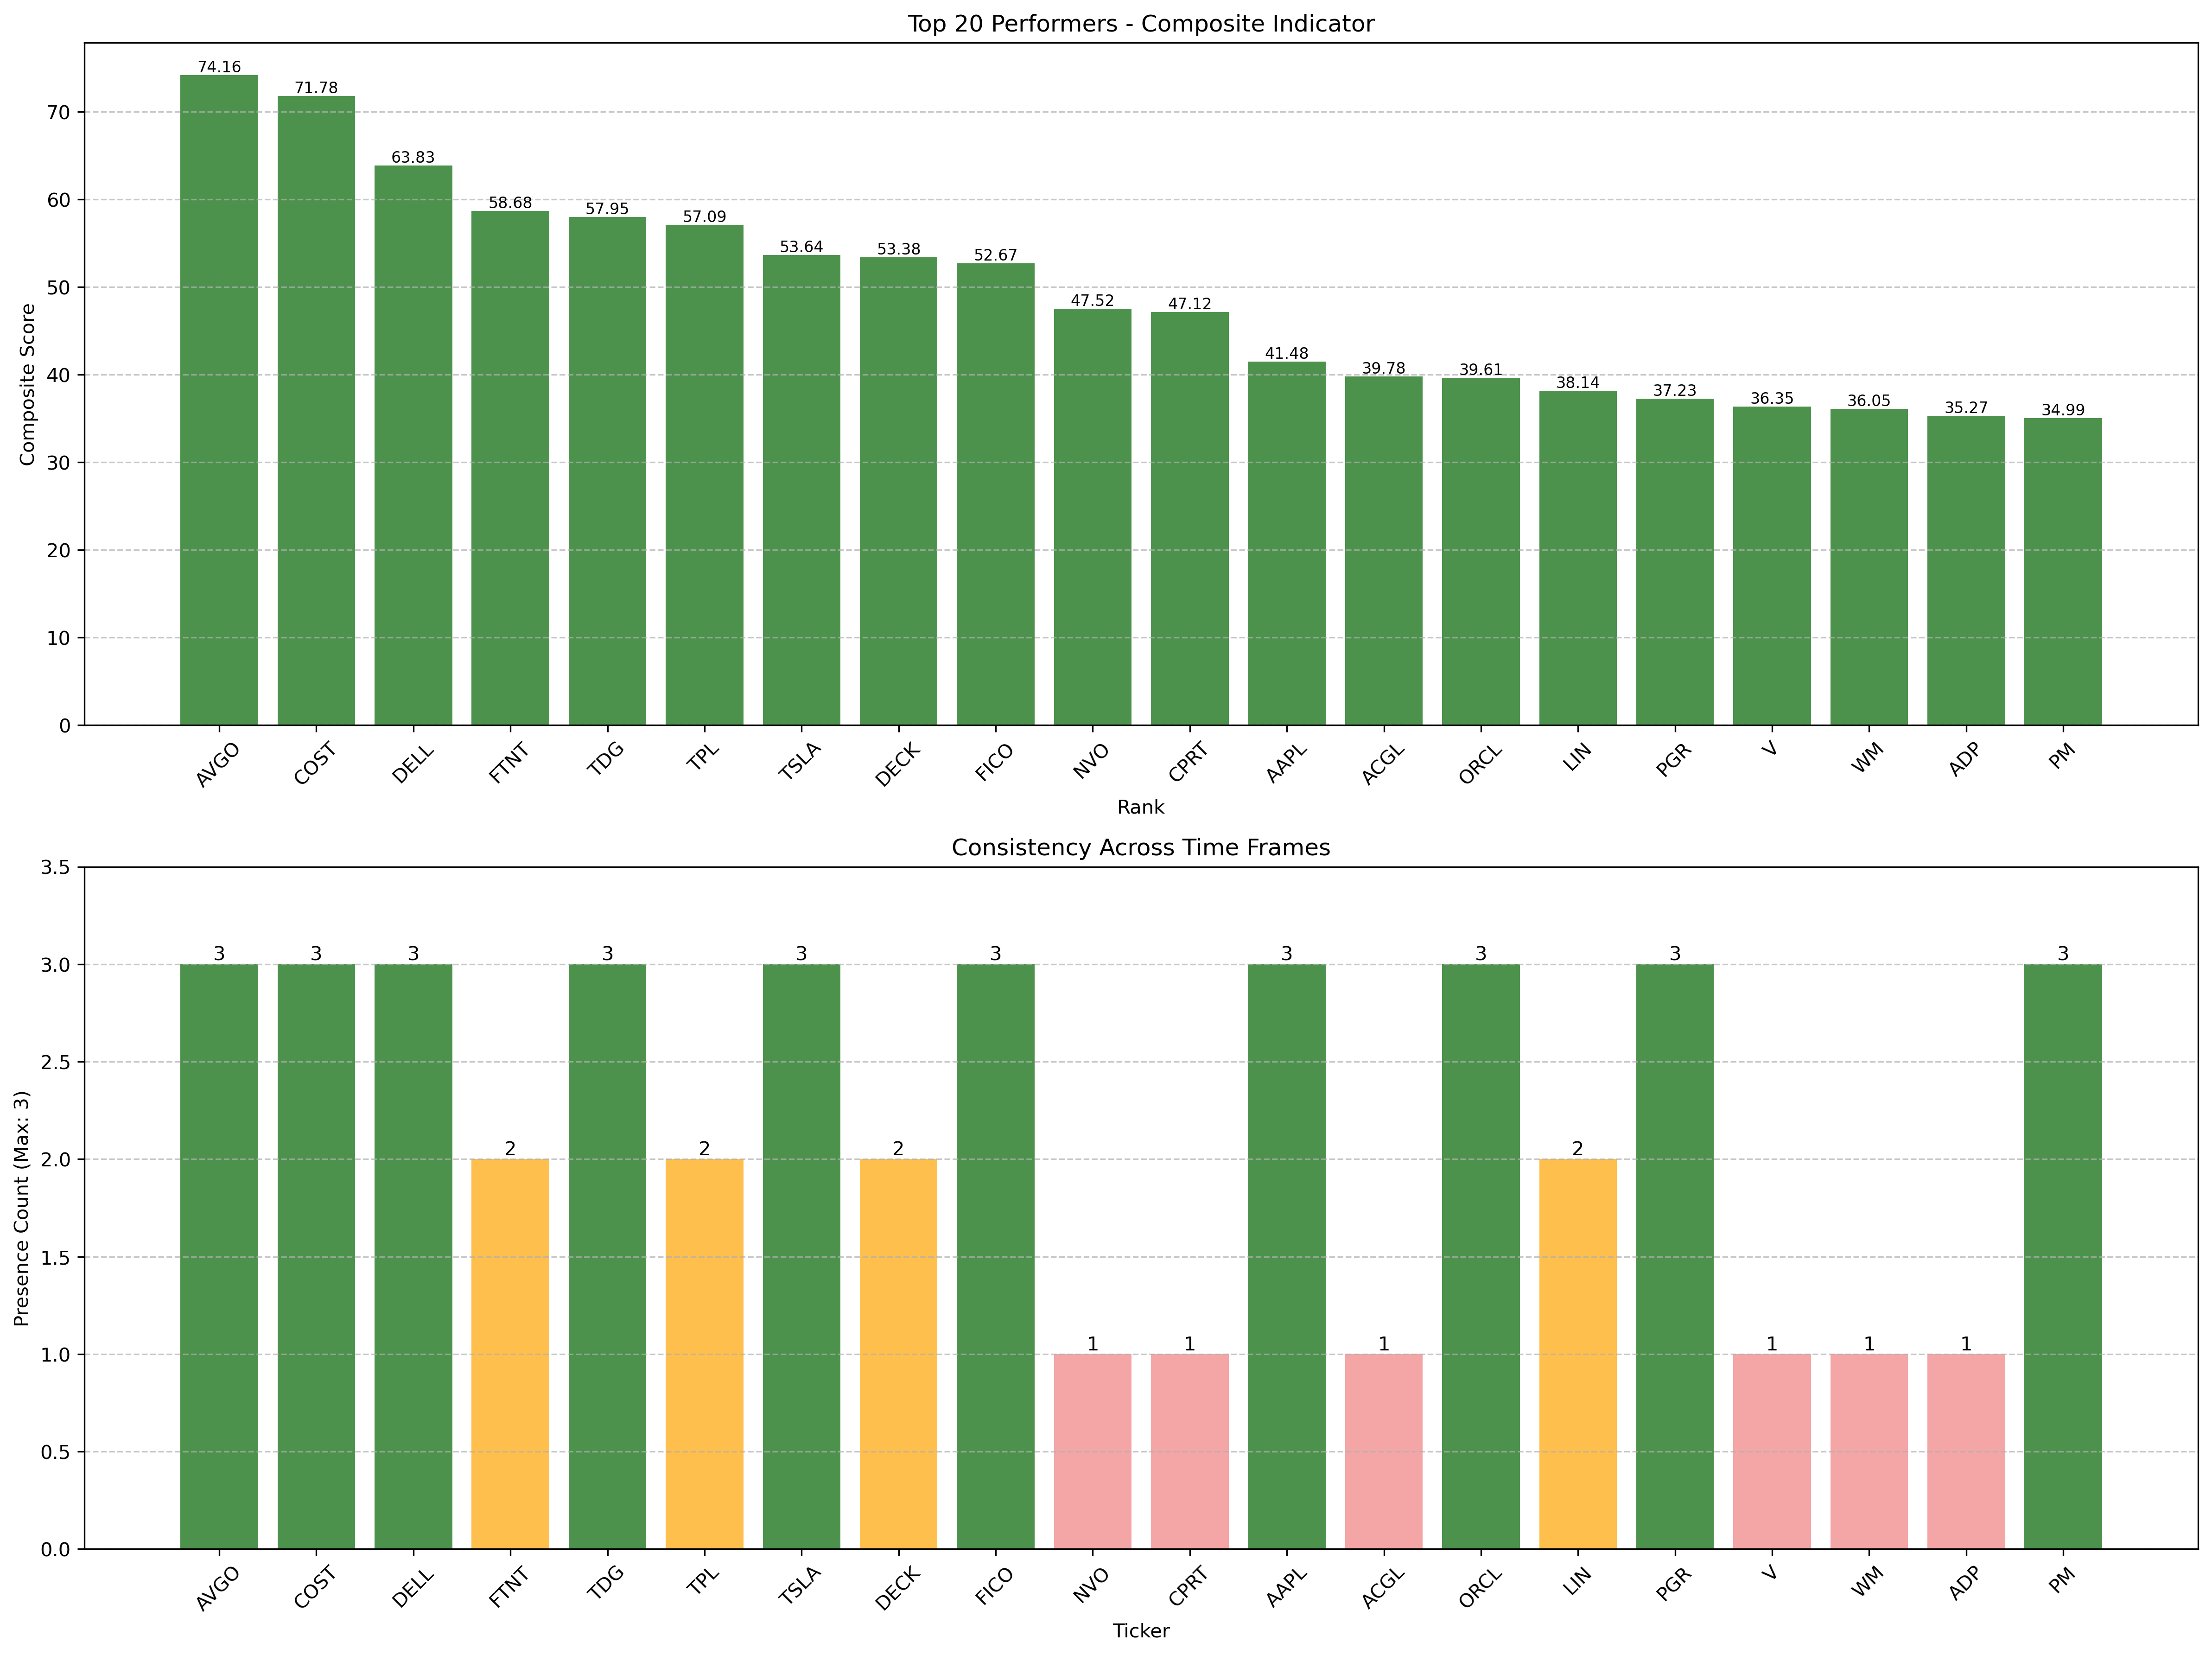 Top 20 Performers - Composite Indicator
Composite Score
70
60
50
40
30
20
10
0
74.16
71.78
63.83
58.68
57.95
57.09
53.64
53.38
52.67
47.52
47.12
41.48
39.78
39.61
38.14
37.23
36.35
36.05
35.27
34.99
AVGO
COST
DELL
FTNT
TDG
TPL
TSLA
DECK
FICO
NVO
CPRT
AAPL
ACGL
ORCL
LIN
PGR
V
WM
ADP
PM
Rank
Consistency Across Time Frames
Presence Count (Max: 3)
3.5
3.0
2.5
2.0
1.5
1.0
0.5
0.0
3
3
3
2
3
2
3
2
3
1
1
3
1
3
2
3
1
1
1
3
AVGO
COST
DELL
FTNT
TDG
TPL
TSLA
DECK
FICO
NVO
CPRT
AAPL
ACGL
ORCL
LIN
PGR
V
WM
ADP
PM
Ticker